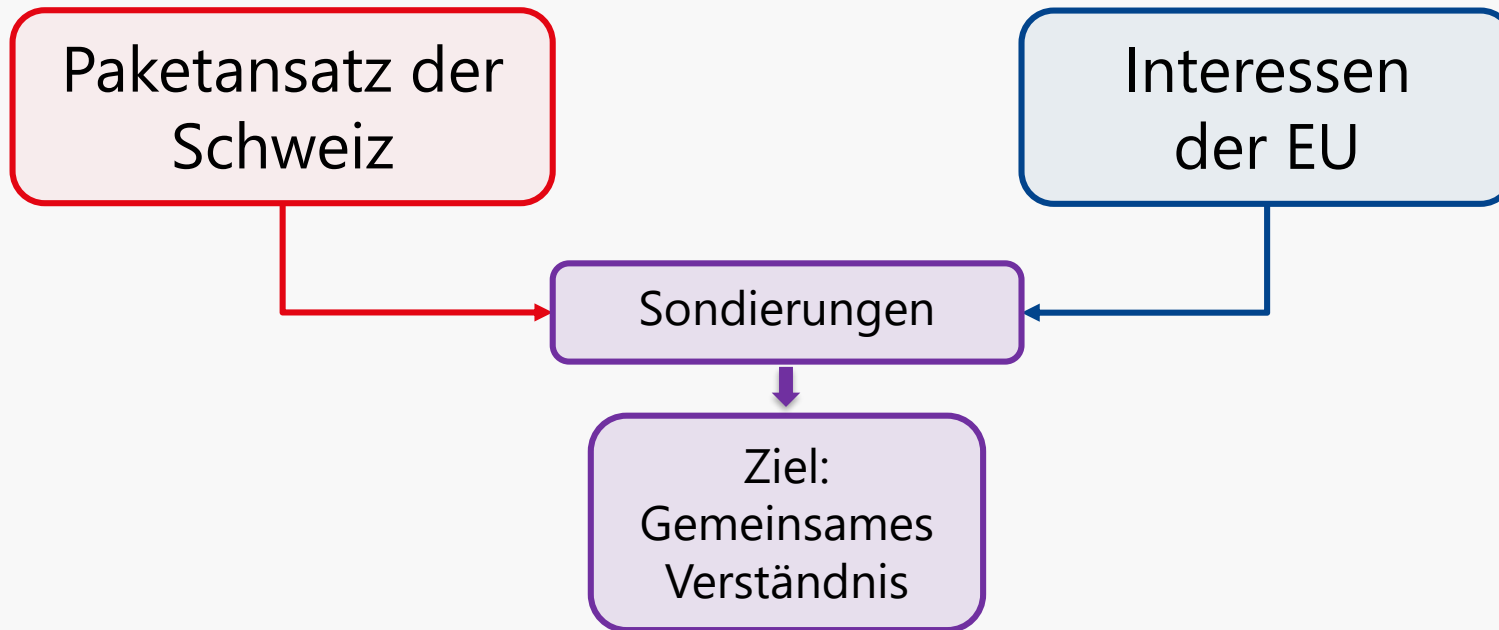 Paketansatz der
Schweiz
Interessen
der EU
Sondierungen
Ziel:
Gemeinsames
Verständnis